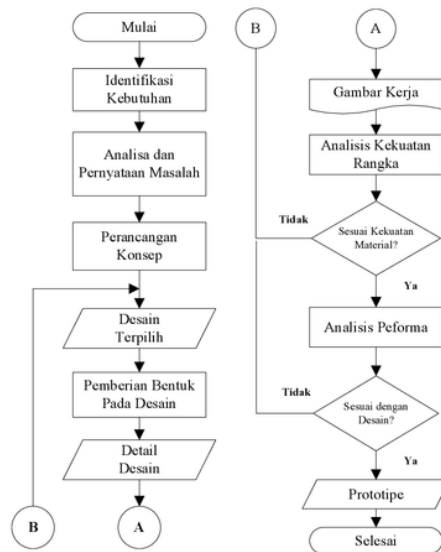 Mulai
Identifikasi
Kebutuhan
Analisa dan
Pernyataan Masalah
Perancangan
Konsep
Desain
Terpilih
Pemberian Bentuk
Pada Desain
Detail
Desain
B
A
B
A
Gambar Kerja
Analisis Kekuatan
Rangka
Tidak
Sesuai Kekuatan
Material?
Ya
Analisis Peforma
Tidak
Sesuai dengan
Desain?
Ya
Prototipe
Selesai